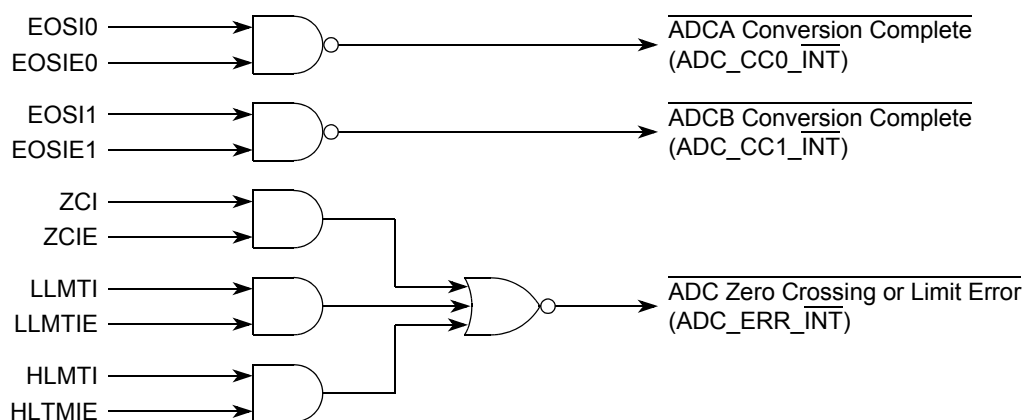 EOSI0
EOSIE0
ADCA Conversion Complete
(ADC_CC0_INT)
EOSI1
EOSIE1
ADCB Conversion Complete
(ADC_CC1_INT)
ZCI
ZCIE
LLMTI
LLMTIE
ADC Zero Crossing or Limit Error
(ADC_ERR_INT)
HLMTI
HLTMIE